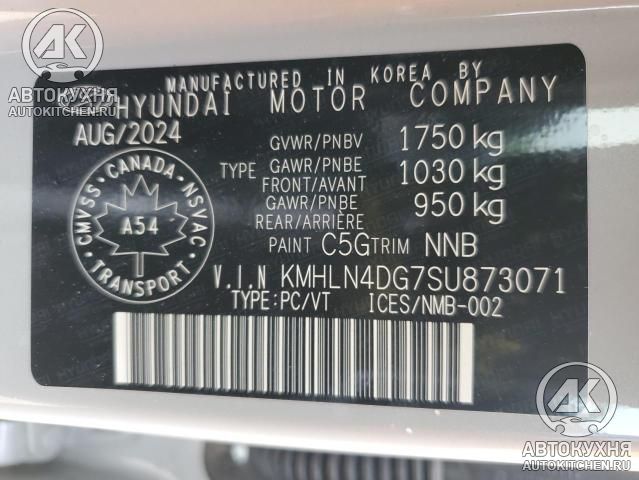 MANUFACTURED IN KOREA BY
HYUNDAI MOTOR COMPANY
AUG/2024
GVWR/PNBV 1750 kg
TYPE GAWR/PNBE FRONT/AVANT 1030 kg
GAWR/PNBE REAR/ARRIÈRE 950 kg
PAINT C5G TRIM NNB
CANADA
CMVSS NSVAC
A54
TRANSPORT
V.I.N KMHLN4DG7SU873071
TYPE:PC/VT ICES/NMB-002
АК
АВТОКУХНЯ
AUTOKITCHEN.RU
АК
АВТОКУХНЯ
AUTOKITCHEN.RU